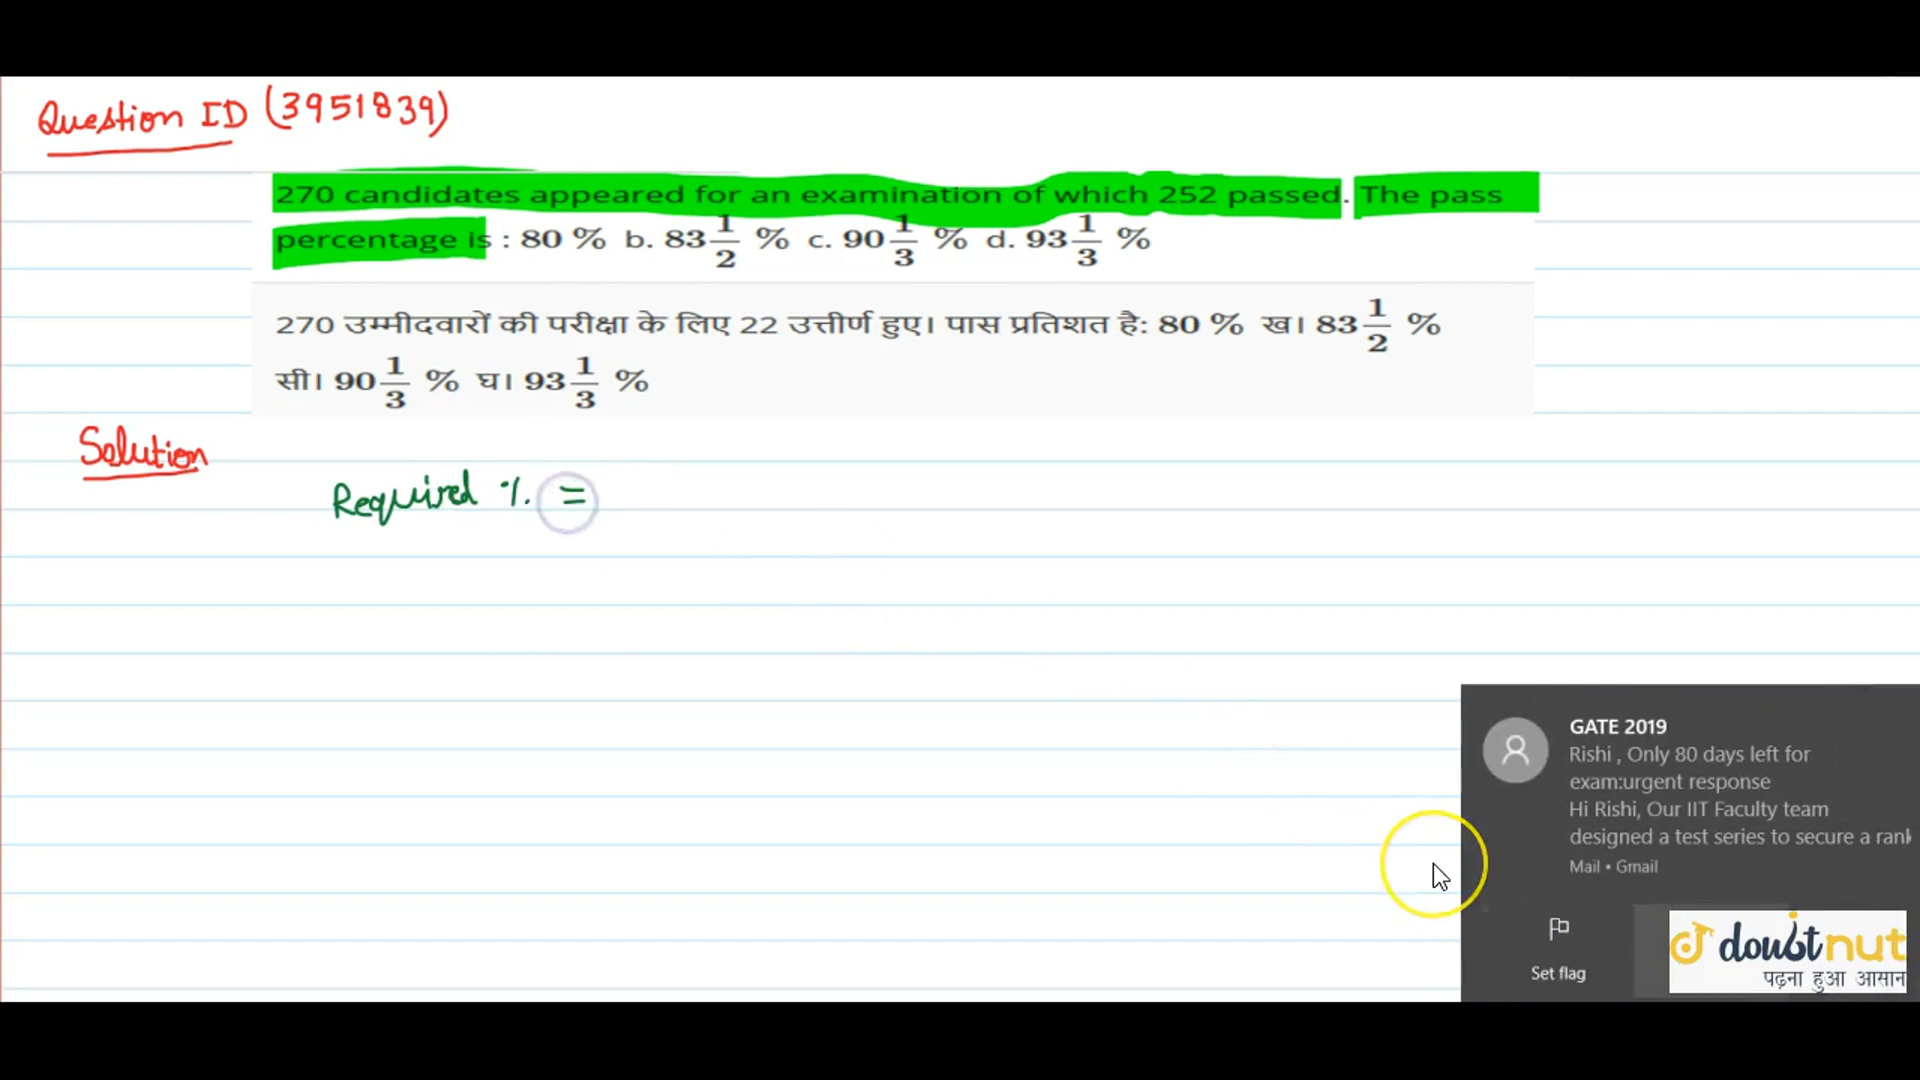 Question ID (3951839)
270 candidates appeared for an examination of which 252 passed. The pass
percentage is : 80 % b. 83 1/2 % c. 90 1/3 % d. 93 1/3 %
270 उम्मीदवारों की परीक्षा के लिए 22 उत्तीर्ण हुए। पास प्रतिशत है: 80 % ख। 83 1/2 %
सी। 90 1/3 % घ। 93 1/3 %
Solution
Required % =
GATE 2019
Rishi , Only 80 days left for
exam:urgent response
Hi Rishi, Our IIT Faculty team
designed a test series to secure a rank
Mail • Gmail
Set flag
doubtnut
पढ़ना हुआ आसान